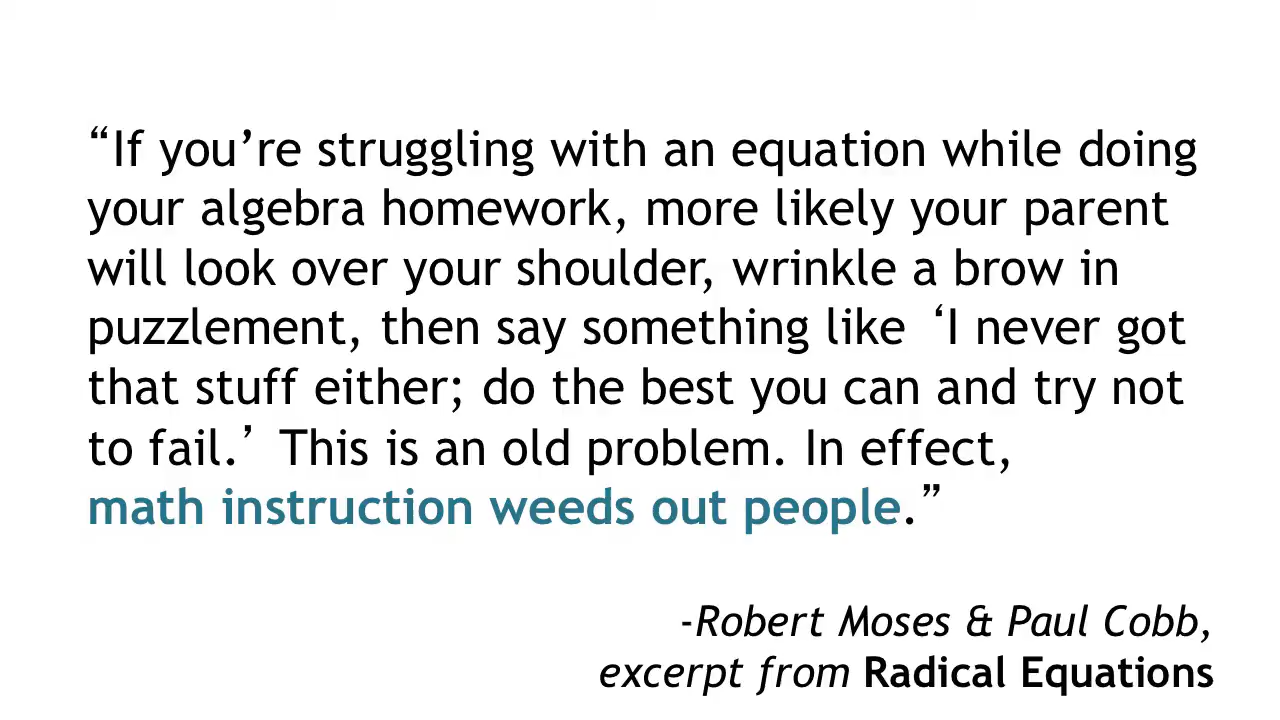 “If you’re struggling with an equation while doing
your algebra homework, more likely your parent
will look over your shoulder, wrinkle a brow in
puzzlement, then say something like ‘I never got
that stuff either; do the best you can and try not
to fail.’ This is an old problem. In effect,
math instruction weeds out people.”
-Robert Moses & Paul Cobb,
excerpt from Radical Equations